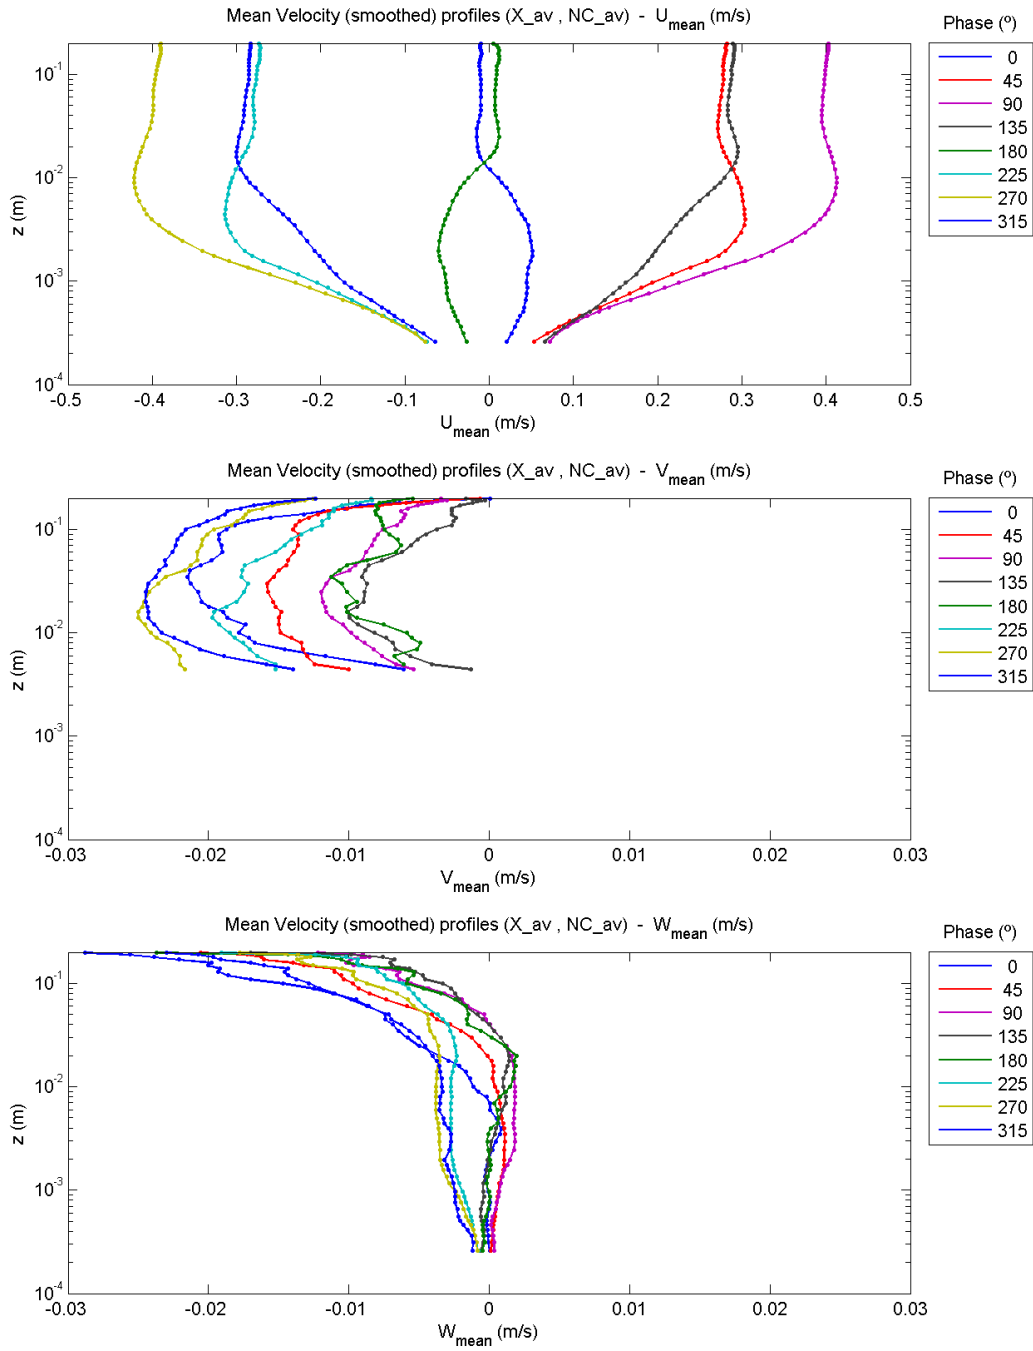 Mean Velocity (smoothed) profiles (X_av , NC_av) - U_mean (m/s)
Phase (º)
0
45
90
135
180
225
270
315
10^-1
10^-2
10^-3
10^-4
z (m)
-0.5 -0.4 -0.3 -0.2 -0.1 0 0.1 0.2 0.3 0.4 0.5
U_mean (m/s)
Mean Velocity (smoothed) profiles (X_av , NC_av) - V_mean (m/s)
Phase (º)
0
45
90
135
180
225
270
315
10^-1
10^-2
10^-3
10^-4
z (m)
-0.03 -0.02 -0.01 0 0.01 0.02 0.03
V_mean (m/s)
Mean Velocity (smoothed) profiles (X_av , NC_av) - W_mean (m/s)
Phase (º)
0
45
90
135
180
225
270
315
10^-1
10^-2
10^-3
10^-4
z (m)
-0.03 -0.02 -0.01 0 0.01 0.02 0.03
W_mean (m/s)